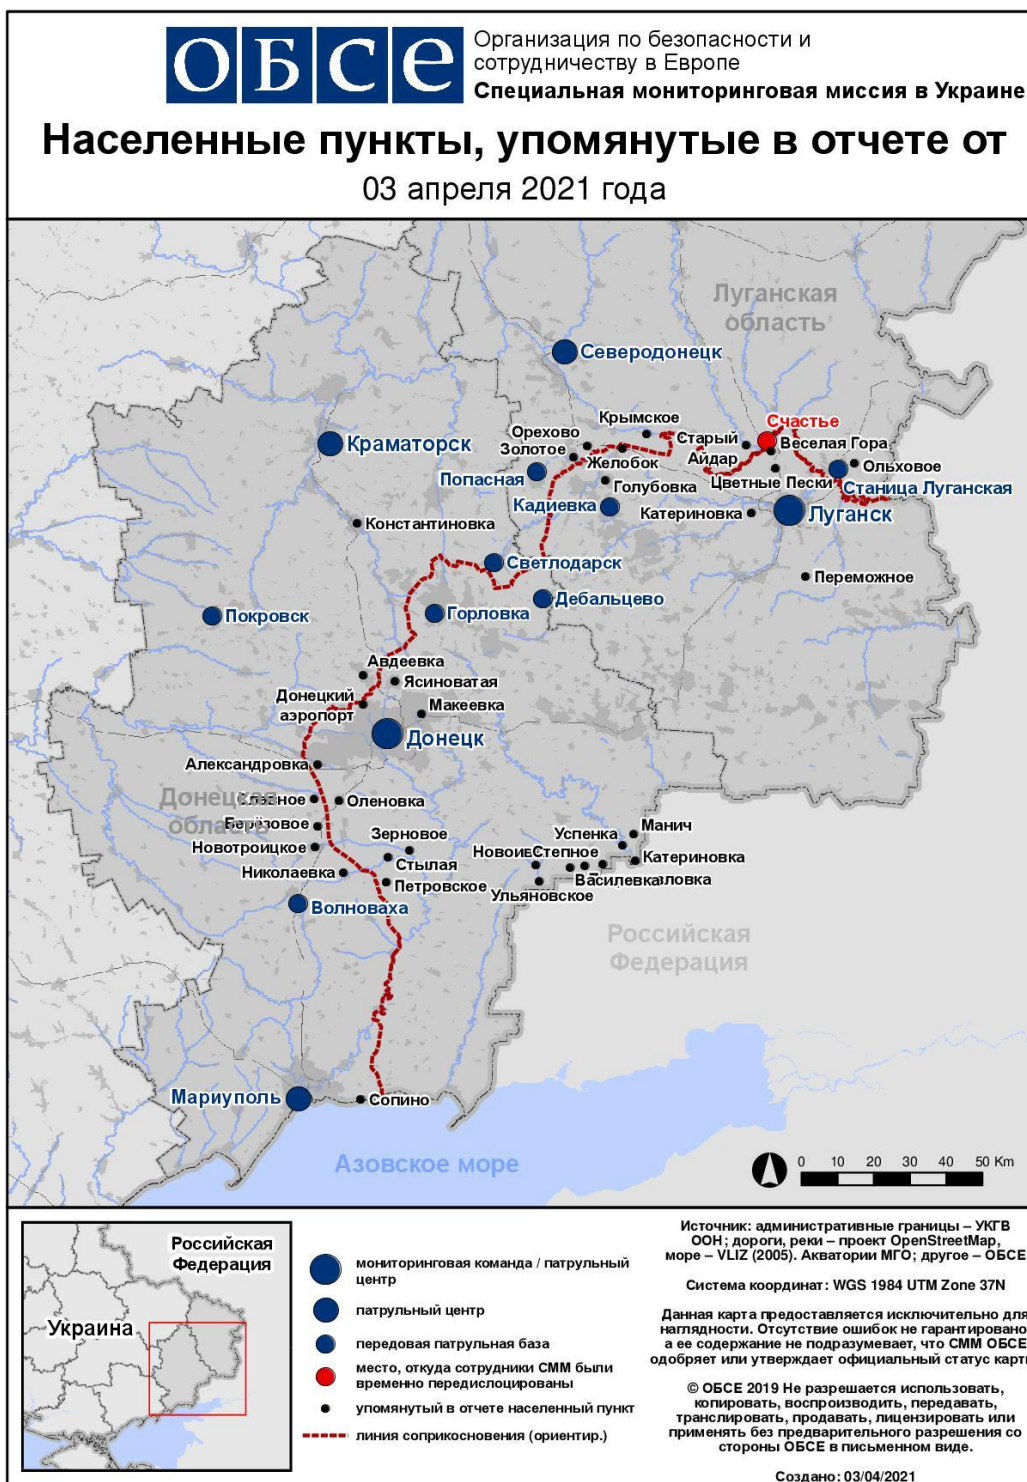 ОБСЕ
Организация по безопасности и
сотрудничеству в Европе
Специальная мониторинговая миссия в Украине
Населенные пункты, упомянутые в отчете от
03 апреля 2021 года
Луганская
область
Северодонецк
Крымское
Счастье
Орехово
Старый
Айдар
Веселая Гора
Краматорск
Золотое
Желобок
Ольховое
Попасная
Голубовка
Цветные Пески
Станица Луганская
Кадиевка
Катериновка
Луганск
Константиновка
Светлодарск
Переможное
Дебальцево
Покровск
Горловка
Авдеевка
Ясиноватая
Донецкий
аэропорт
Макеевка
Донецк
Александровка
Донецкая
область
Оленовка
Берёзовое
Зерновое
Успенка
Манич
Новотроицкое
Стылая
Степное
Катериновка
Николаевка
Петровское
Василевка
Ульяновское
Волноваха
Российская
Федерация
Мариуполь
Сопино
Азовское море
0 10 20 30 40 50 Km
Российская
Федерация
Украина
мониторинговая команда / патрульный
центр
патрульный центр
передовая патрульная база
место, откуда сотрудники СММ были
временно передислоцированы
упомянутый в отчете населенный пункт
линия соприкосновения (ориентир.)
Источник: административные границы – УКГВ
ООН; дороги, реки – проект OpenStreetMap,
море – VLIZ (2005). Акватории МГО; другое – ОБСЕ
Система координат: WGS 1984 UTM Zone 37N
Данная карта предоставляется исключительно для
наглядности. Отсутствие ошибок не гарантировано
а ее содержание не подразумевает, что СММ ОБСЕ
одобряет или утверждает официальный статус карт
© ОБСЕ 2019 Не разрешается использовать,
копировать, воспроизводить, передавать,
транслировать, продавать, лицензировать или
применять без предварительного разрешения со
стороны ОБСЕ в письменном виде.
Создано: 03/04/2021